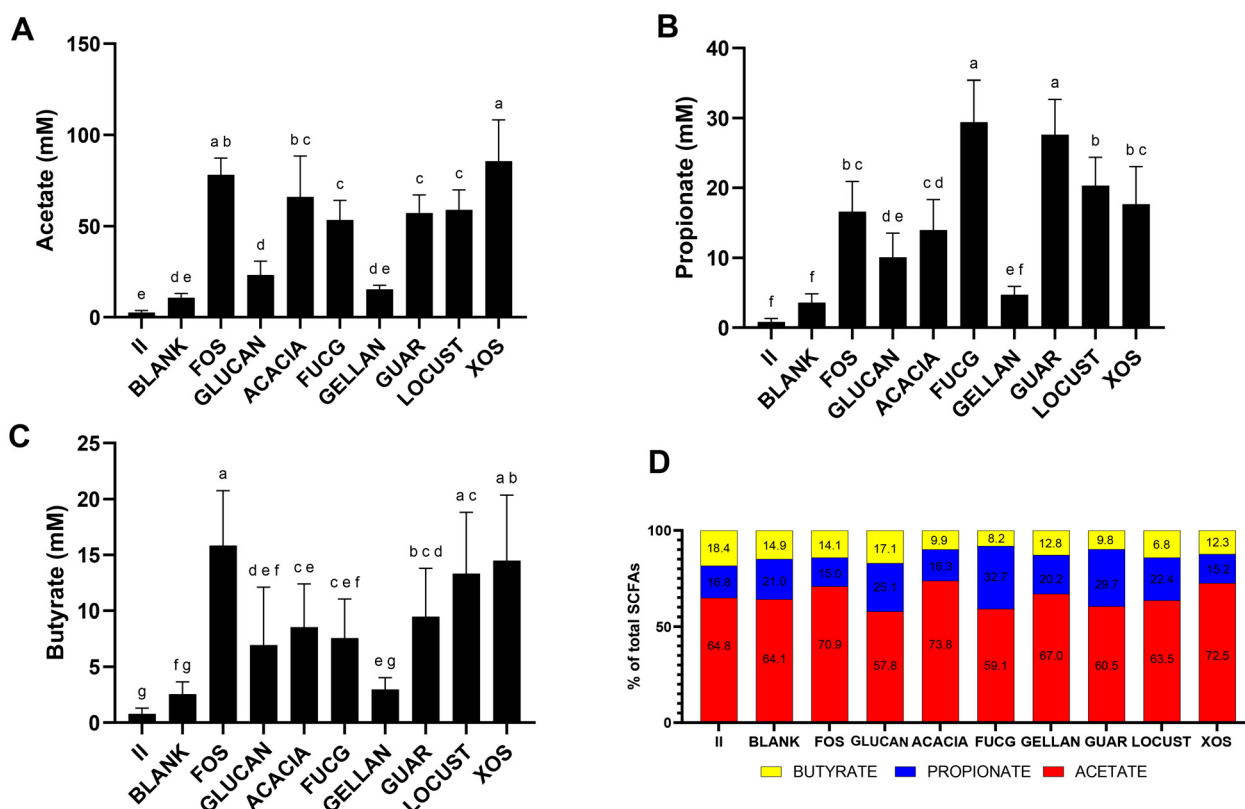 A
Acetate (mM)
150
100
50
0
e
d e
a b
d
b c
c
d e
c
c
a
II
BLANK
FOS
GLUCAN
ACACIA
FUCG
GELLAN
GUAR
LOCUST
XOS
B
Propionate (mM)
40
30
20
10
0
f
f
b c
d e
c d
a
e f
a
b
b c
II
BLANK
FOS
GLUCAN
ACACIA
FUCG
GELLAN
GUAR
LOCUST
XOS
C
Butyrate (mM)
25
20
15
10
5
0
g
f g
a
d e f
c e
c e f
e g
b c d
a c
a b
II
BLANK
FOS
GLUCAN
ACACIA
FUCG
GELLAN
GUAR
LOCUST
XOS
D
% of total SCFAs
100
50
0
18.4 14.9 14.1 17.1 9.9 8.2 12.8 9.8 6.8 12.3
16.8 21.0 15.0 25.1 16.3 32.7 20.2 29.7 22.4 15.2
64.8 64.1 70.9 57.8 73.8 59.1 67.0 60.5 63.5 72.5
II BLANK FOS GLUCAN ACACIA FUCG GELLAN GUAR LOCUST XOS
BUTYRATE PROPIONATE ACETATE